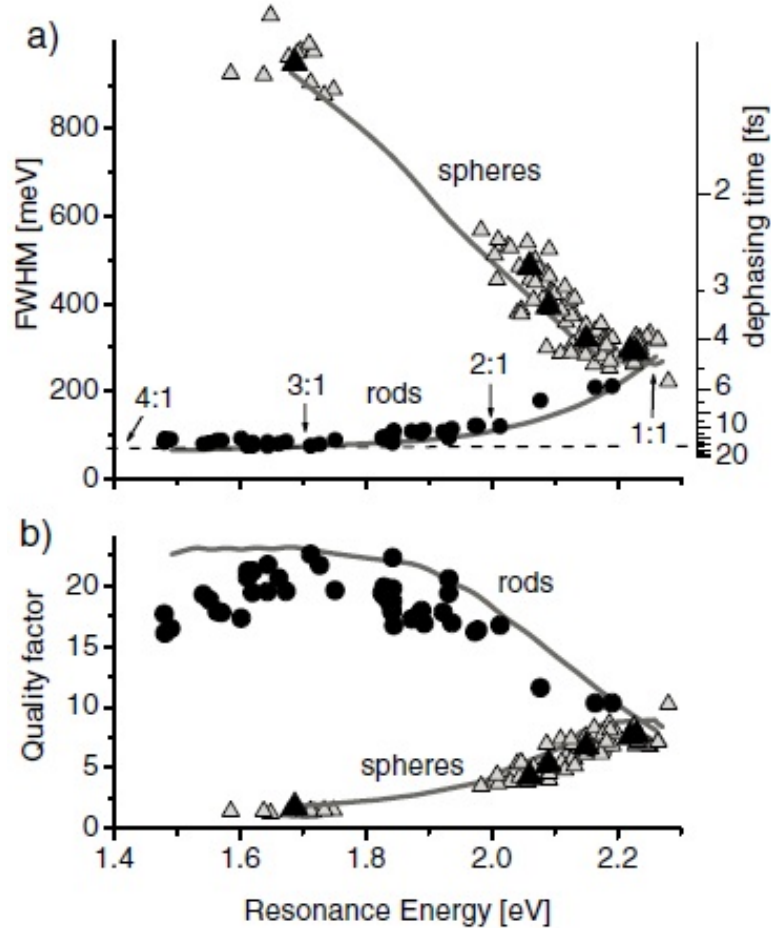 a)
800
600
400
200
0
FWHM [meV]
spheres
rods
4:1
3:1
2:1
1:1
2
3
4
6
10
20
dephasing time [fs]
b)
20
15
10
5
0
Quality factor
rods
spheres
1.4 1.6 1.8 2.0 2.2
Resonance Energy [eV]